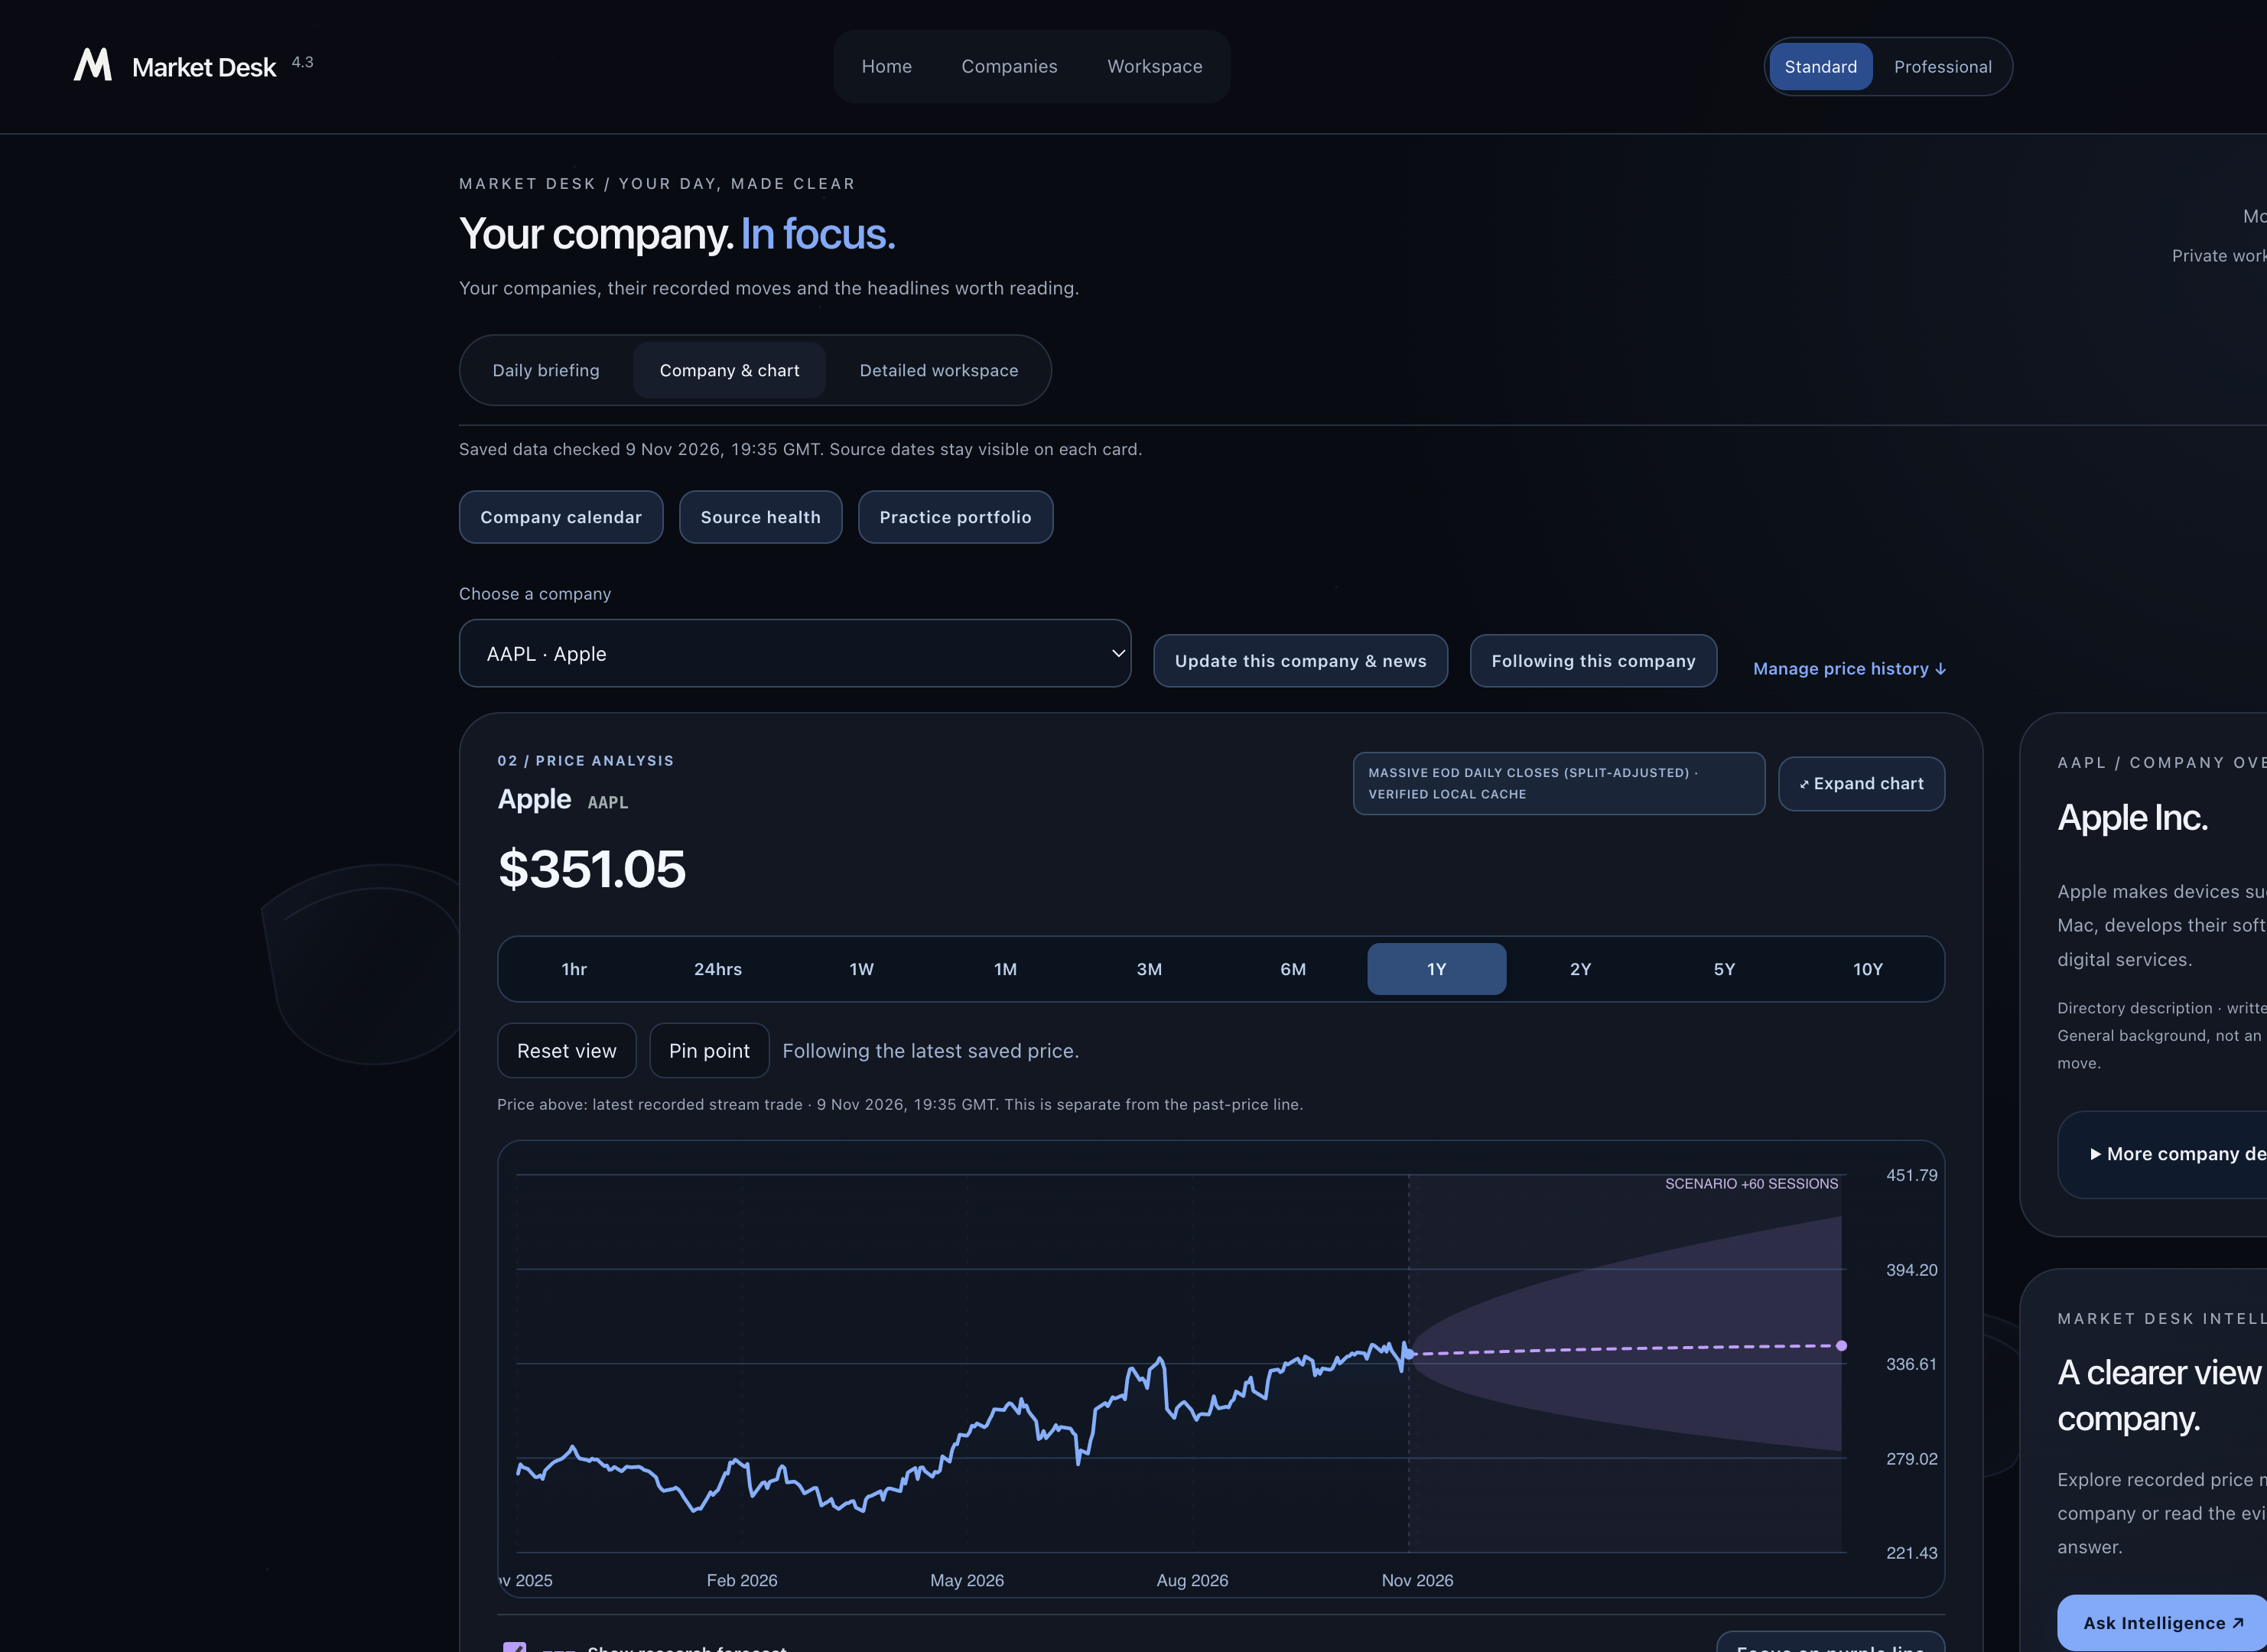 Market Desk 4.3
Home Companies Workspace
Standard Professional
MARKET DESK / YOUR DAY, MADE CLEAR
Your company. In focus.
Your companies, their recorded moves and the headlines worth reading.
Private
Daily briefing Company & chart Detailed workspace
Saved data checked 9 Nov 2026, 19:35 GMT. Source dates stay visible on each card.
Company calendar Source health Practice portfolio
Choose a company
AAPL · Apple
Update this company & news Following this company Manage price history ↓
02 / PRICE ANALYSIS
Apple AAPL
MASSIVE EOD DAILY CLOSES (SPLIT-ADJUSTED) ·
VERIFIED LOCAL CACHE
⤢ Expand chart
$351.05
1hr 24hrs 1W 1M 3M 6M 1Y 2Y 5Y 10Y
Reset view Pin point Following the latest saved price.
Price above: latest recorded stream trade · 9 Nov 2026, 19:35 GMT. This is separate from the past-price line.
SCENARIO +60 SESSIONS
451.79
394.20
336.61
279.02
221.43
2025 Feb 2026 May 2026 Aug 2026 Nov 2026
Show research forecast
Focus on purple line
AAPL / COMPANY
Apple Inc.
Apple makes devices
Mac, develops their
digital services.
Directory description ·
General background, not an
move.
▶ More company
MARKET DESK
A clearer view
company.
Explore recorded price
company or read the
answer.
Ask Intelligence ↗